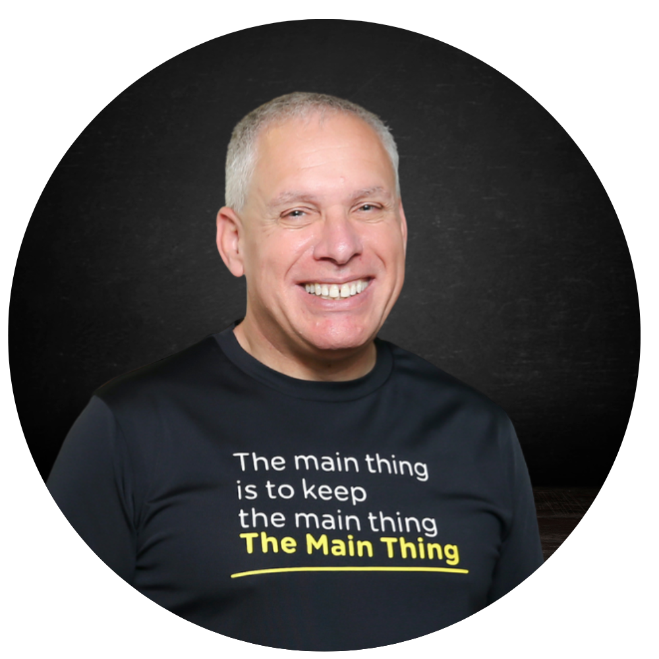 The main thing
is to keep
the main thing
The Main Thing